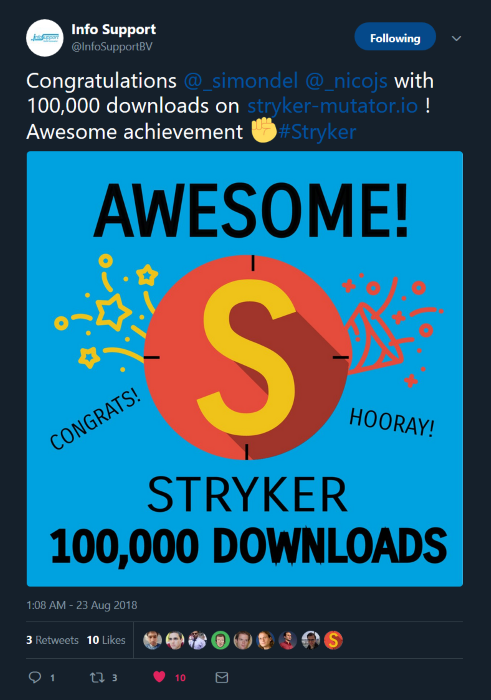 Info Support
@InfoSupportBV
Following
Congratulations @_simondel @_nicojs with
100,000 downloads on stryker-mutator.io !
Awesome achievement ✊#Stryker
AWESOME!
S
CONGRATS!
HOORAY!
STRYKER
100,000 DOWNLOADS
1:08 AM - 23 Aug 2018
3 Retweets 10 Likes
S
1 3 10